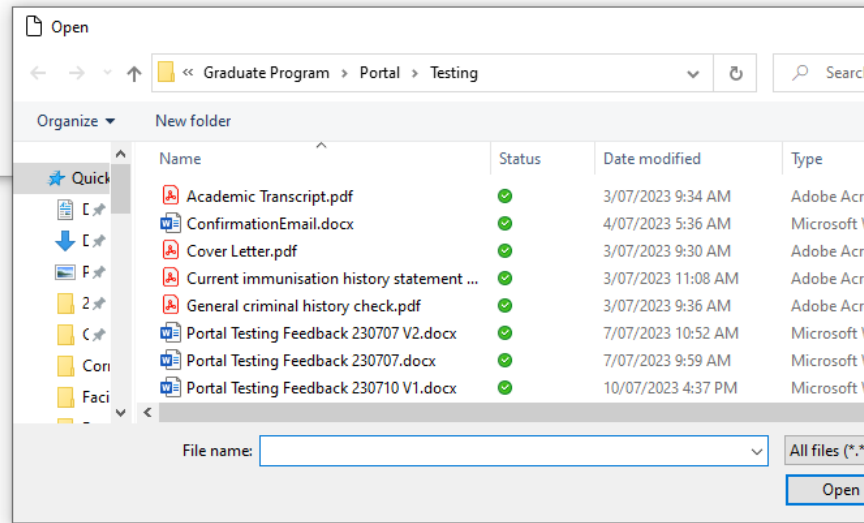 Open
« Graduate Program › Portal › Testing
Search
Organize New folder
Name Status Date modified Type
Quick
Academic Transcript.pdf 3/07/2023 9:34 AM Adobe Acr
ConfirmationEmail.docx 4/07/2023 5:36 AM Microsoft
Cover Letter.pdf 3/07/2023 9:30 AM Adobe Acr
2 Current immunisation history statement ... 3/07/2023 11:08 AM Adobe Acr
General criminal history check.pdf 3/07/2023 9:36 AM Adobe Acr
Portal Testing Feedback 230707 V2.docx 7/07/2023 10:52 AM Microsoft
Portal Testing Feedback 230707.docx 7/07/2023 9:59 AM Microsoft
Faci Portal Testing Feedback 230710 V1.docx 10/07/2023 4:37 PM Microsoft
File name: All files (*.*
Open